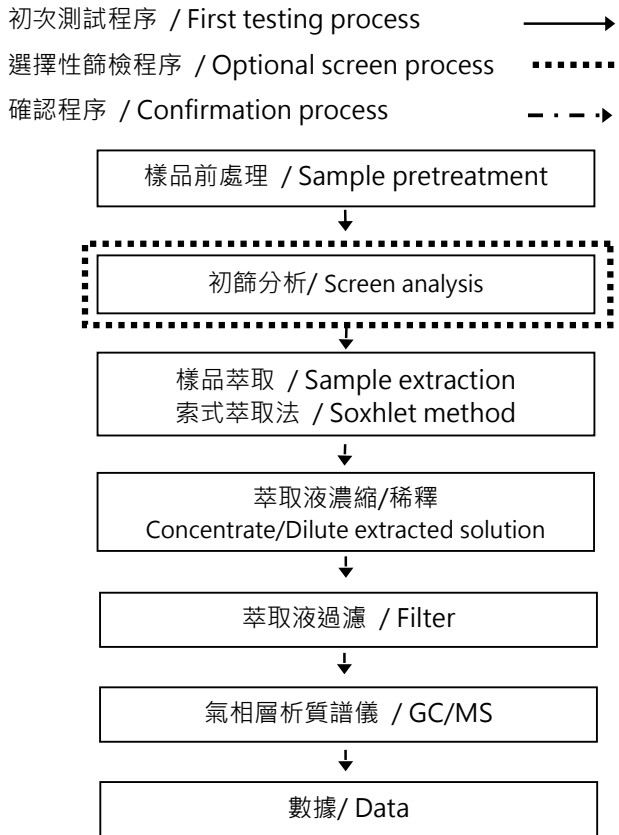 初次測試程序 / First testing process
選擇性篩檢程序 / Optional screen process
確認程序 / Confirmation process
樣品前處理 / Sample pretreatment
初篩分析/ Screen analysis
樣品萃取 / Sample extraction
索式萃取法 / Soxhlet method
萃取液濃縮/稀釋
Concentrate/Dilute extracted solution
萃取液過濾 / Filter
氣相層析質譜儀 / GC/MS
數據/ Data